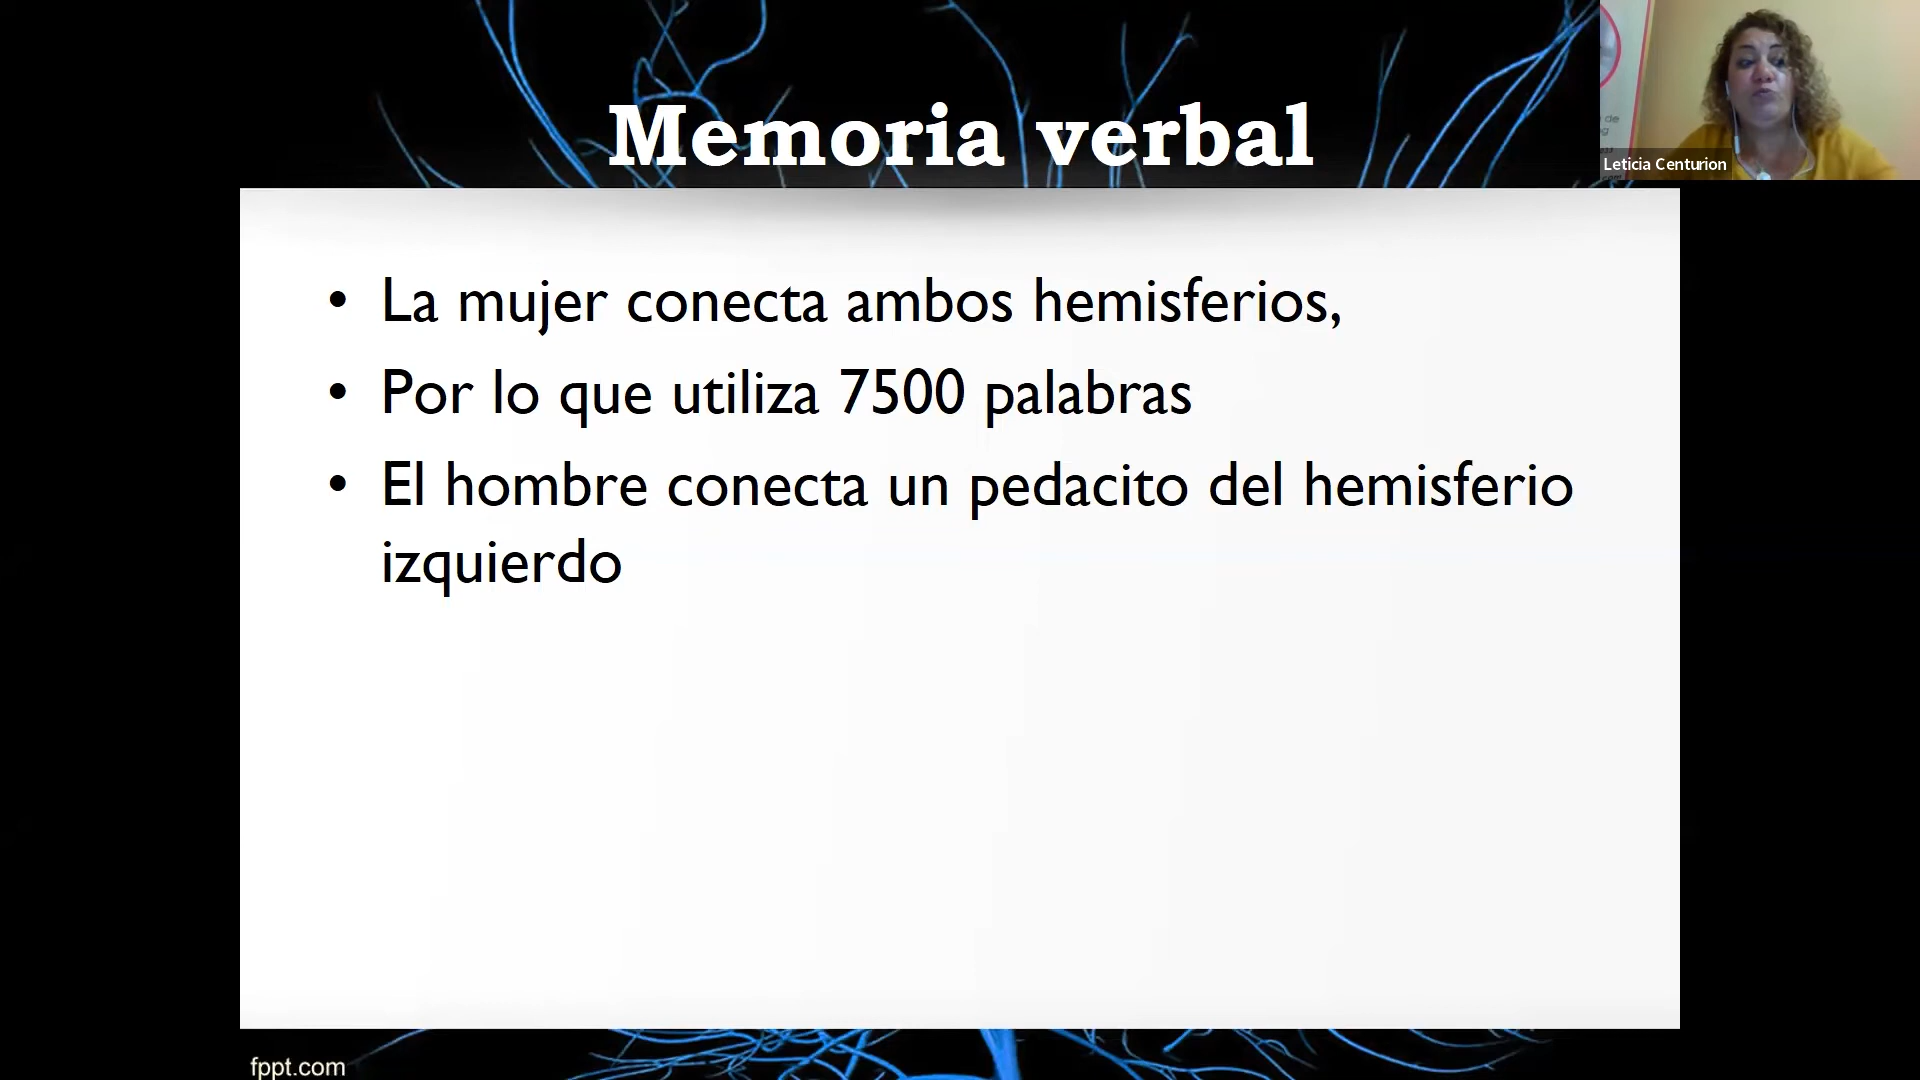 Memoria verbal
de
Leticia Centurion
• La mujer conecta ambos hemisferios,
• Por lo que utiliza 7500 palabras
• El hombre conecta un pedacito del hemisferio
izquierdo
fppt.com